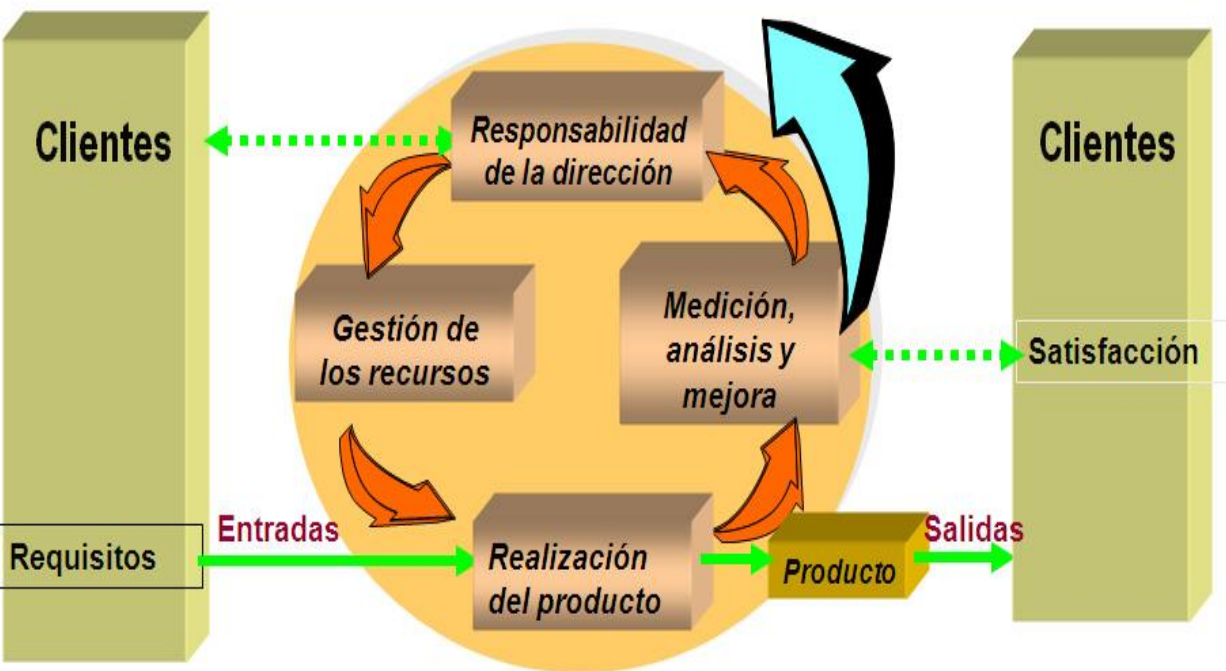 Clientes
Responsabilidad
de la dirección
Clientes
Gestión de
los recursos
Medición,
análisis y
mejora
Satisfacción
Requisitos
Entradas
Realización
del producto
Producto
Salidas